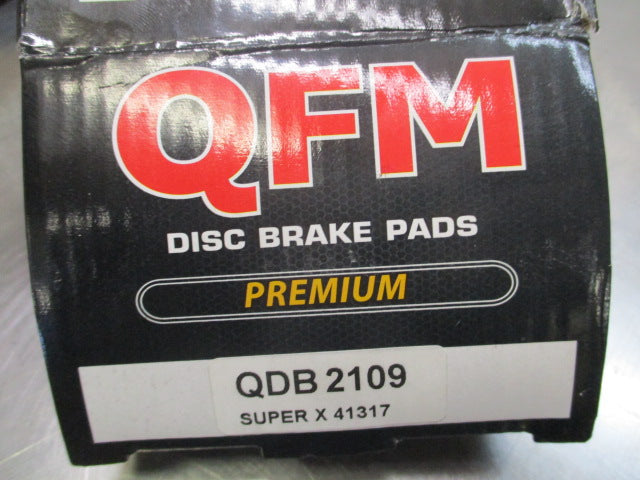 QFM
DISC BRAKE PADS
PREMIUM
QDB 2109
SUPER X 41317